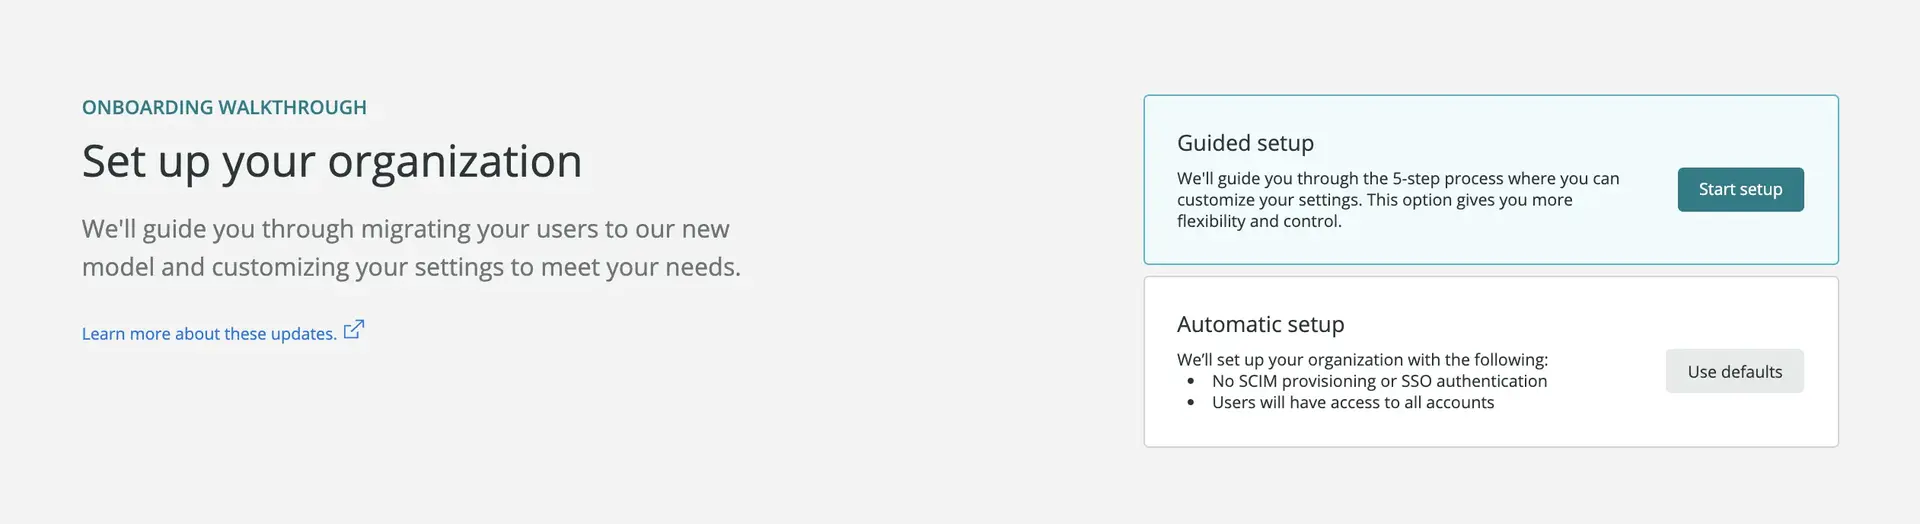 ONBOARDING WALKTHROUGH
Set up your organization
We'll guide you through migrating your users to our new
model and customizing your settings to meet your needs.
Learn more about these updates.
Guided setup
We'll guide you through the 5-step process where you can
customize your settings. This option gives you more
flexibility and control.
Start setup
Automatic setup
We’ll set up your organization with the following:
• No SCIM provisioning or SSO authentication
• Users will have access to all accounts
Use defaults